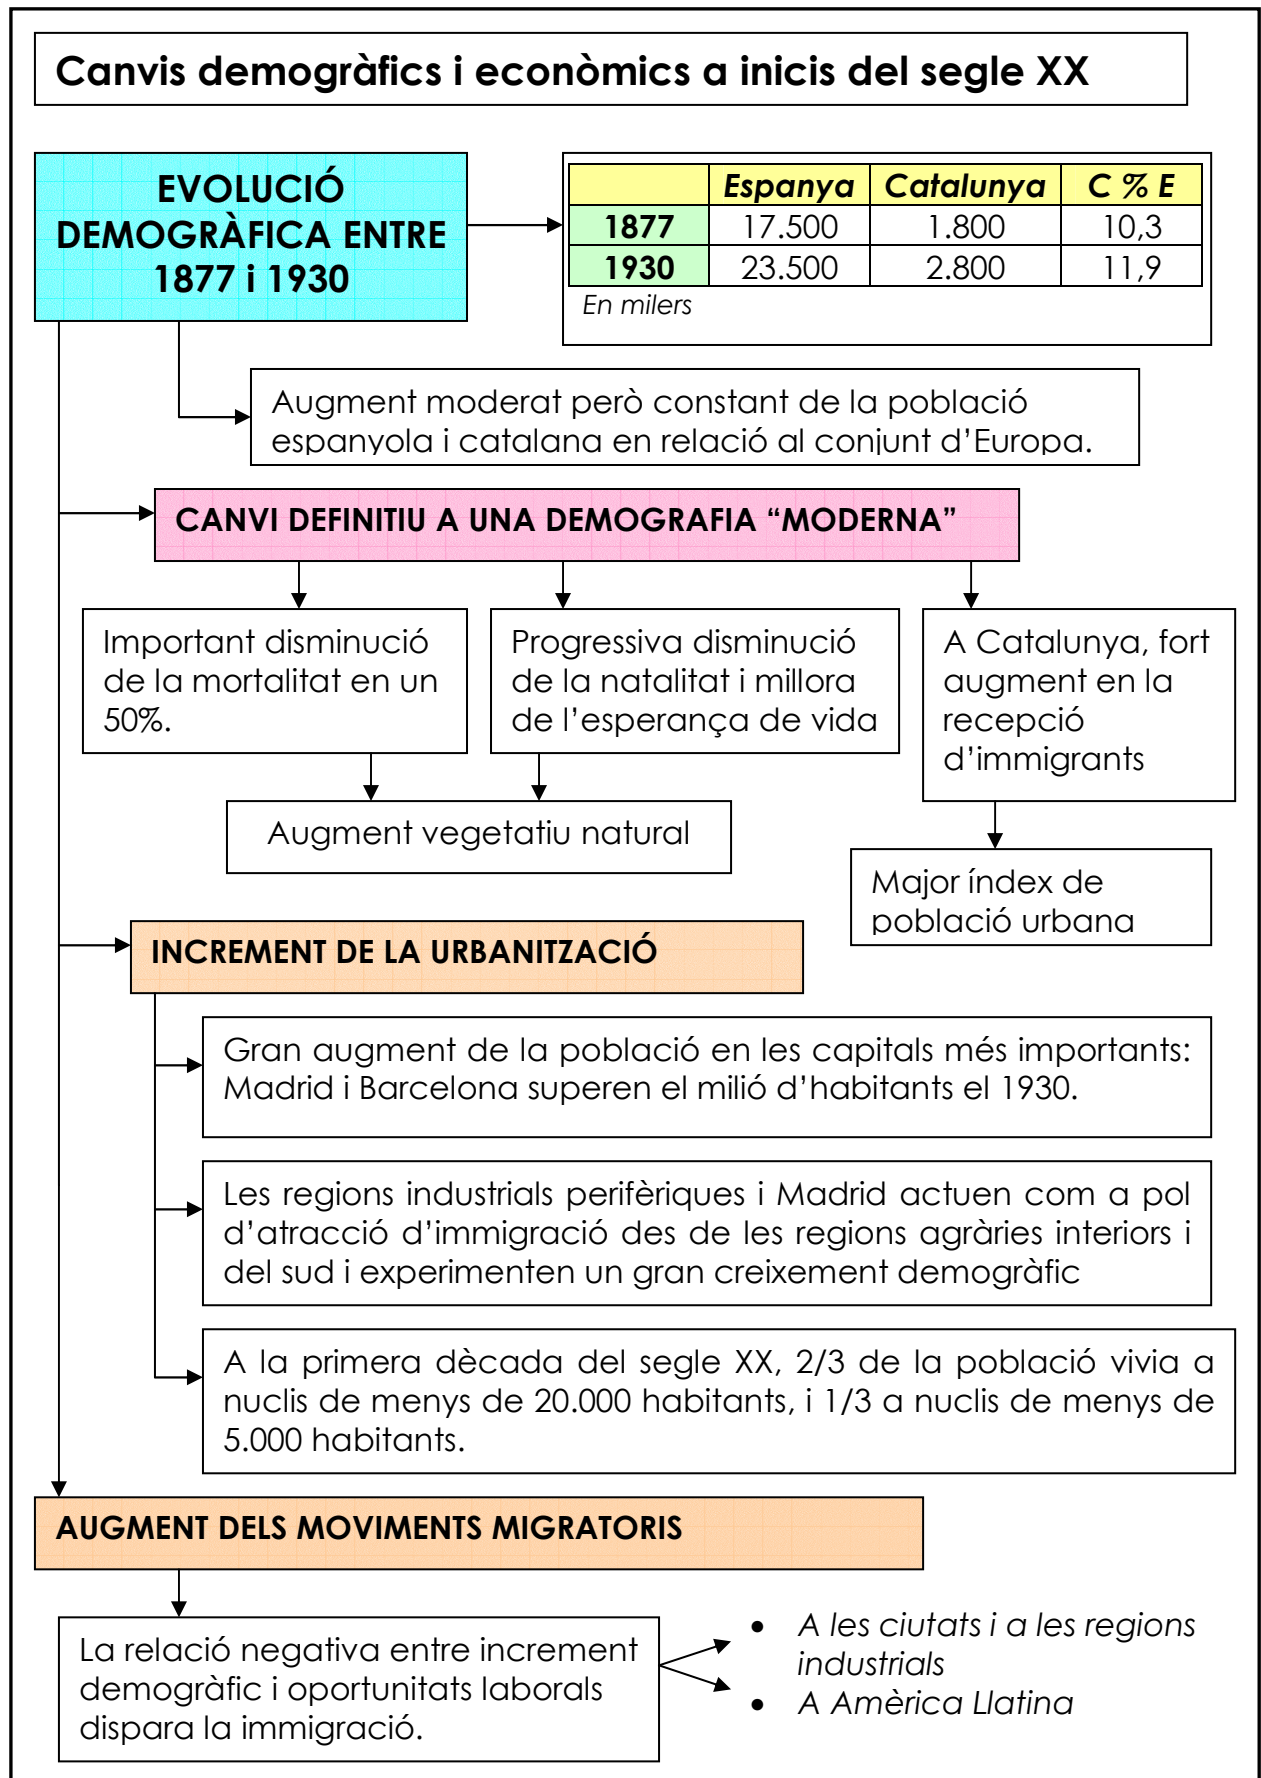 Canvis demogràfics i econòmics a inicis del segle XX
EVOLUCIÓ
DEMOGRÀFICA ENTRE
1877 i 1930
Espanya Catalunya C % E
1877 17.500 1.800 10,3
1930 23.500 2.800 11,9
En milers
Augment moderat però constant de la població
espanyola i catalana en relació al conjunt d’Europa.
CANVI DEFINITIU A UNA DEMOGRAFIA “MODERNA”
Important disminució
de la mortalitat en un
50%.
Progressiva disminució
de la natalitat i millora
de l’esperança de vida
A Catalunya, fort
augment en la
recepció
d’immigrants
Augment vegetatiu natural
Major índex de
població urbana
INCREMENT DE LA URBANITZACIÓ
Gran augment de la població en les capitals més importants:
Madrid i Barcelona superen el milió d’habitants el 1930.
Les regions industrials perifèriques i Madrid actuen com a pol
d’atracció d’immigració des de les regions agràries interiors i
del sud i experimenten un gran creixement demogràfic
A la primera dècada del segle XX, 2/3 de la població vivia a
nuclis de menys de 20.000 habitants, i 1/3 a nuclis de menys de
5.000 habitants.
AUGMENT DELS MOVIMENTS MIGRATORIS
La relació negativa entre increment
demogràfic i oportunitats laborals
dispara la immigració.
• A les ciutats i a les regions
industrials
• A Amèrica Llatina